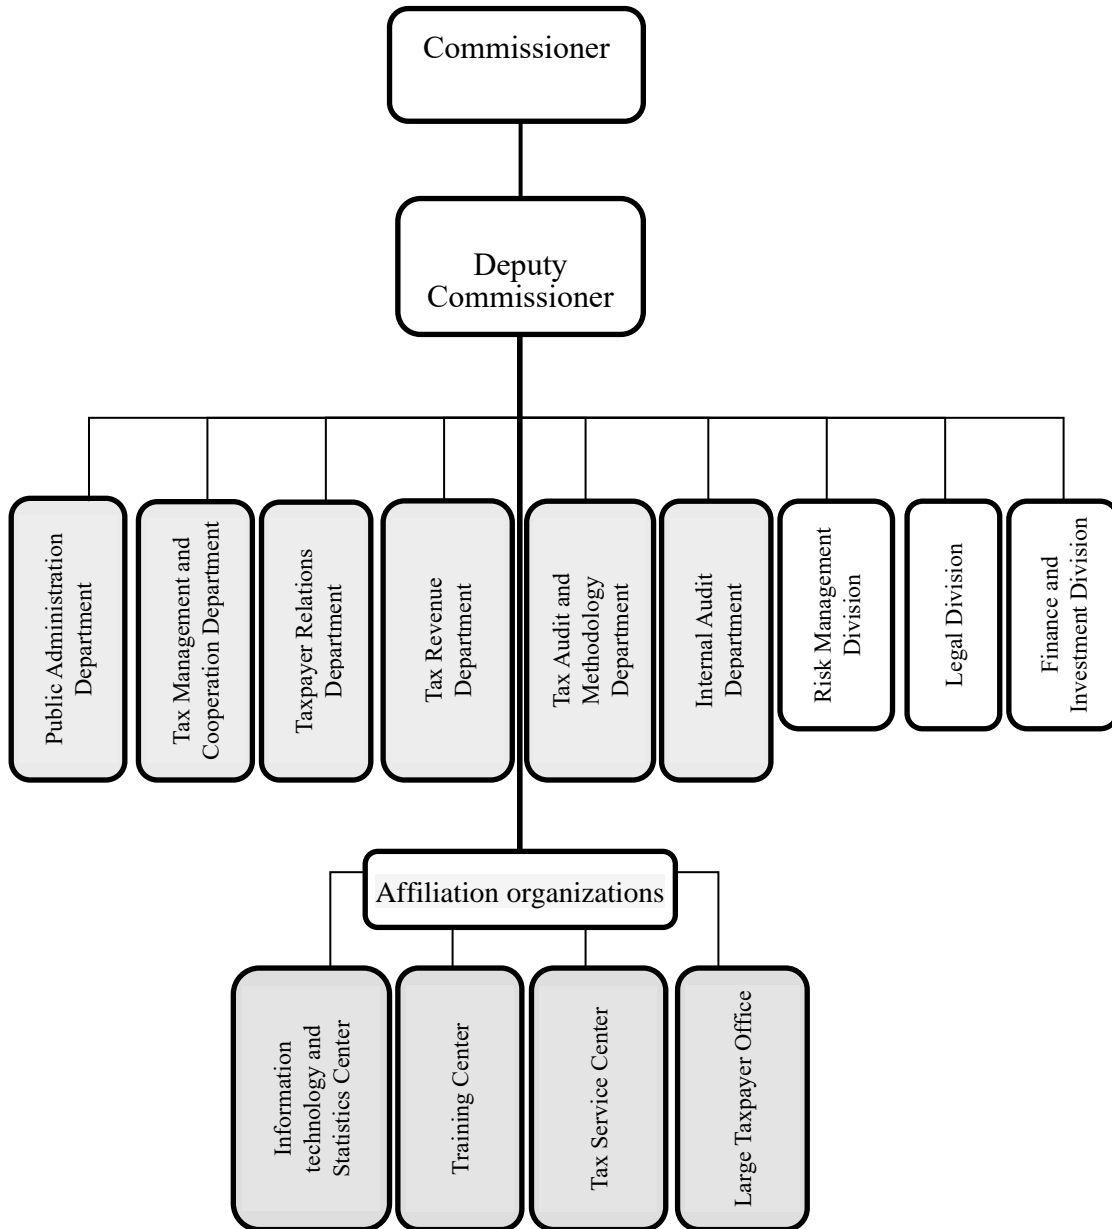 Commissioner
Deputy
Commissioner
Public Administration
Department
Tax Management and
Cooperation Department
Taxpayer Relations
Department
Tax Revenue
Department
Tax Audit and
Methodology
Department
Internal Audit
Department
Risk Management
Division
Legal Division
Finance and
Investment Division
Affiliation organizations
Information
technology and
Statistics Center
Training Center
Tax Service Center
Large Taxpayer Office